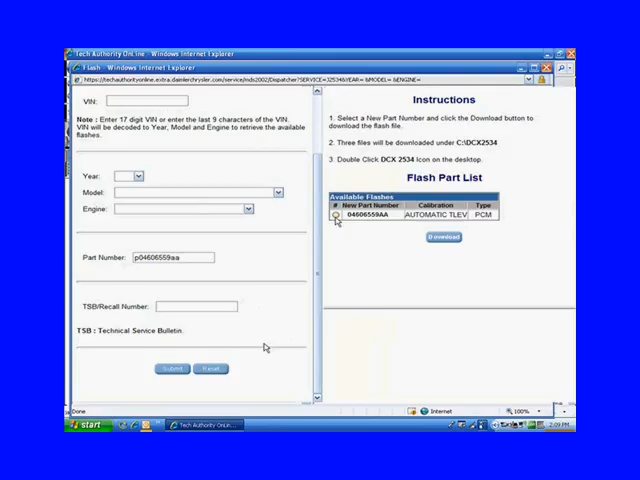 Tech Authority OnLine - Windows Internet Explorer
Flash - Windows Internet Explorer
https://techauthorityonline.extra.daimlerchrysler.com/service/mds2002/Dispatcher?SERVICE=J2534&YEAR= &MODEL= &ENGINE=
VIN:
Note : Enter 17 digit VIN or enter the last 9 characters of the VIN.
VIN will be decoded to Year, Model and Engine to retrieve the available
flashes.
Year:
Model:
Engine:
Part Number: p04606559aa
TSB/Recall Number:
TSB : Technical Service Bulletin.
Submit Reset
Instructions
1. Select a New Part Number and click the Download button to
download the flash file.
2. Three files will be downloaded under C:\DCX2534
3. Double Click DCX 2534 Icon on the desktop.
Flash Part List
Available Flashes
# New Part Number Calibration Type
04606559AA AUTOMATIC TLEV PCM
Download
Done Internet 100%
start Tech Authority OnLi... 2:09 PM